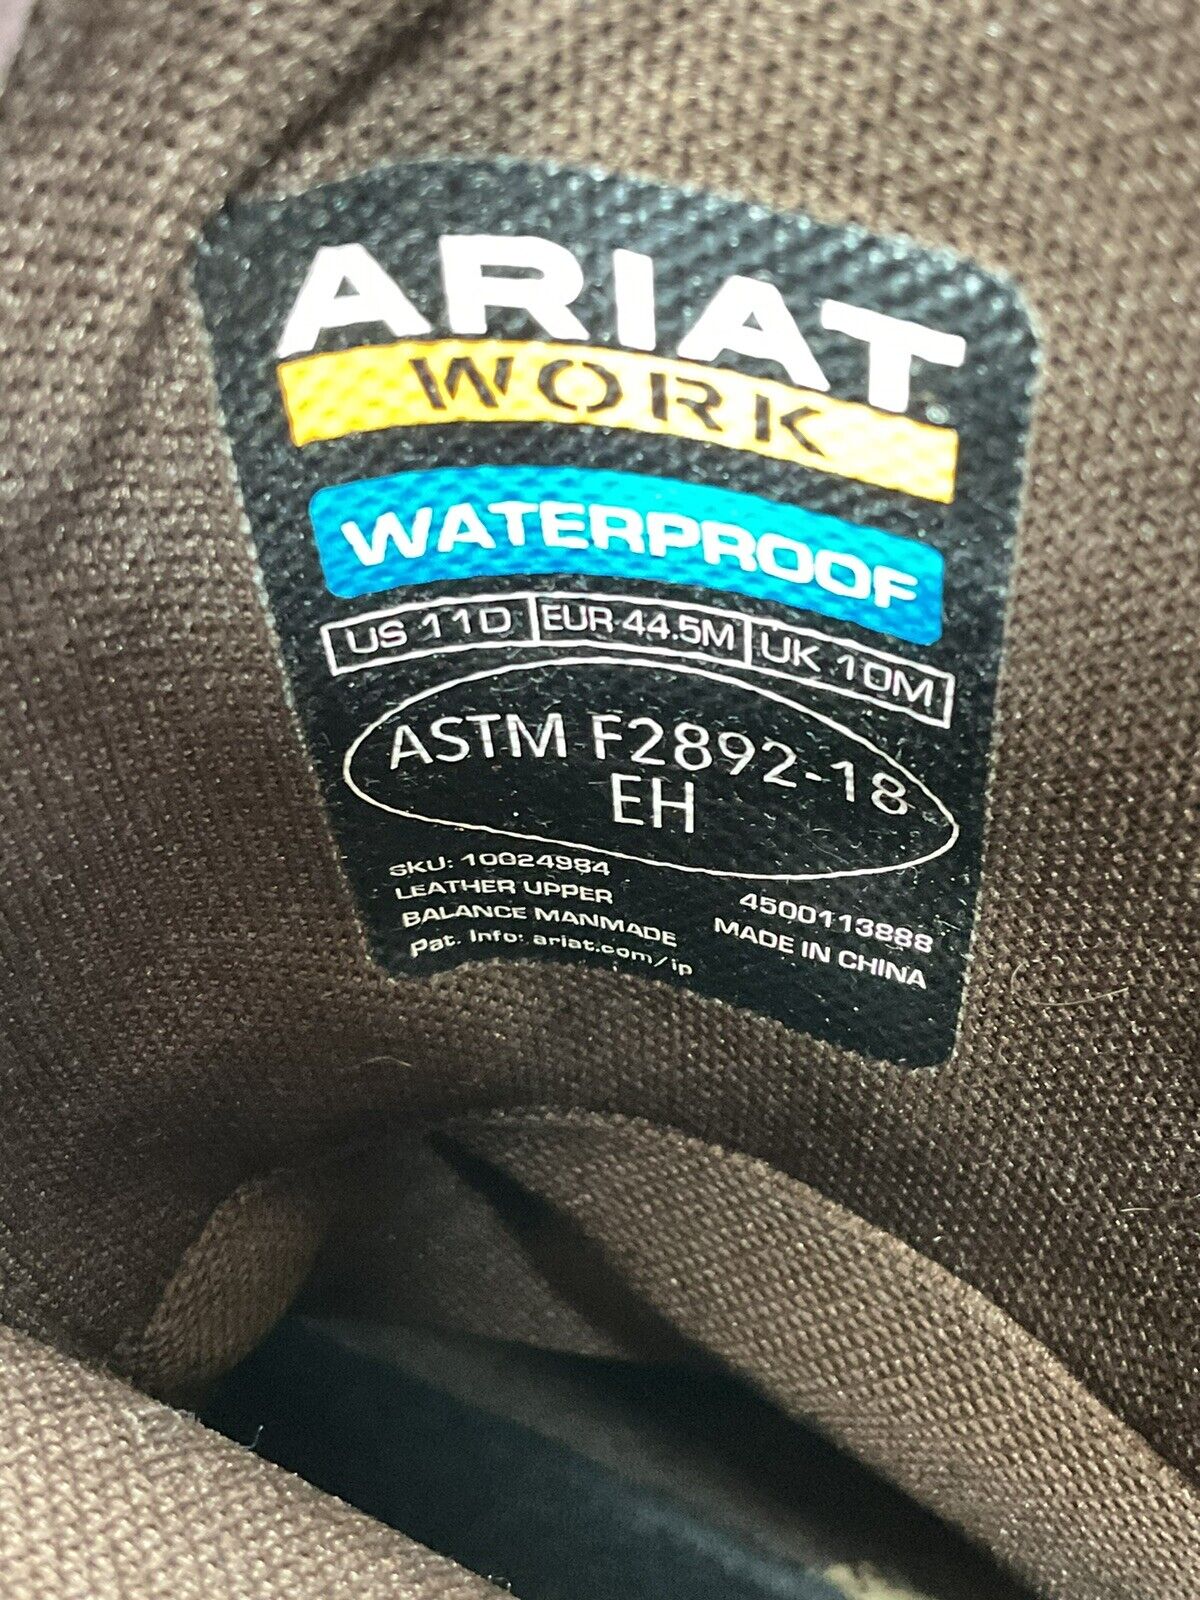 ARIAT
WORK
WATERPROOF
US 11D EUR 44.5M UK 10M
ASTM F2892-18
EH
SKU: 10024984
LEATHER UPPER
BALANCE MANMADE
Pat. Info: ariat.com/ip
4500113888
MADE IN CHINA